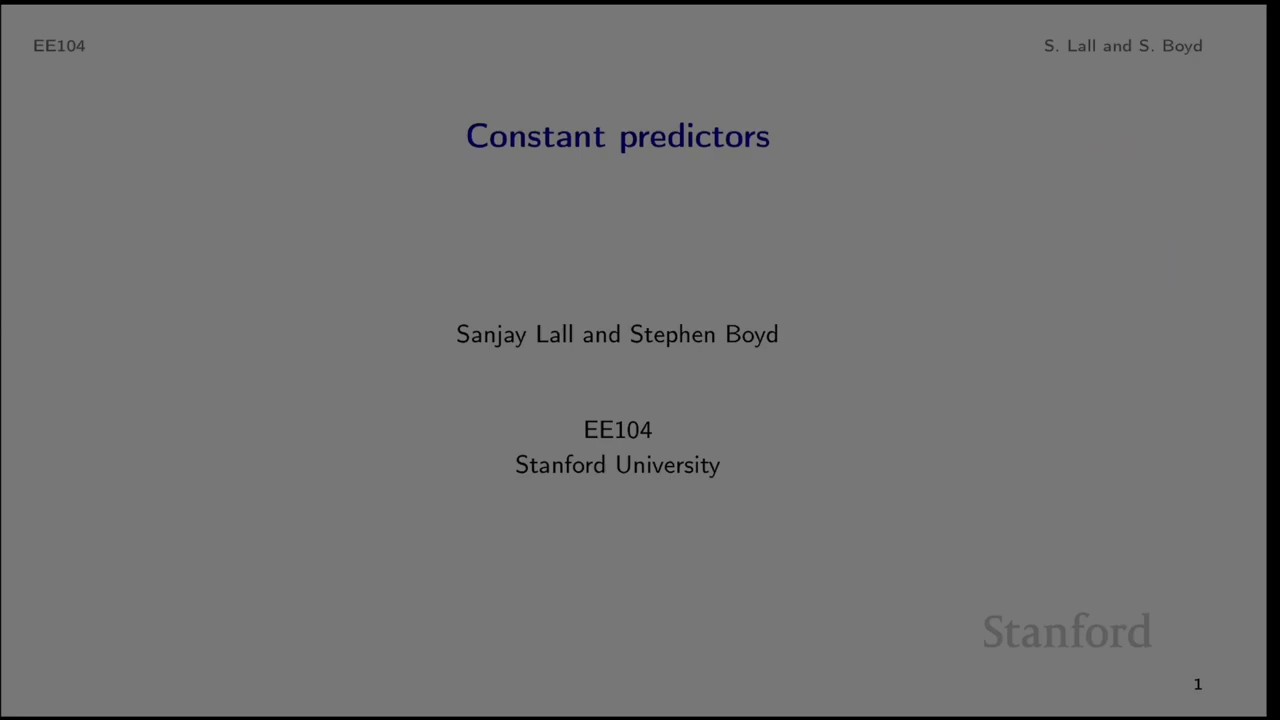 EE104
S. Lall and S. Boyd
Constant predictors
Sanjay Lall and Stephen Boyd
EE104
Stanford University
Stanford
1